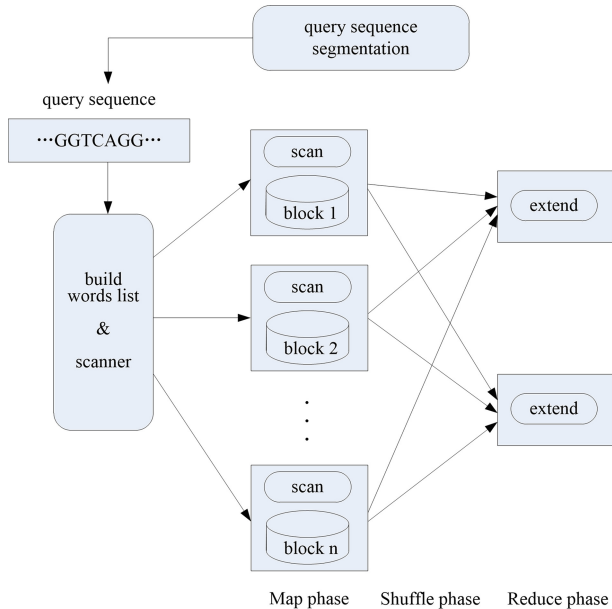 query sequence
segmentation
query sequence
···GGTCAGG···
build
words list
&
scanner
scan
block 1
scan
block 2
scan
block n
extend
extend
Map phase
Shuffle phase
Reduce phase